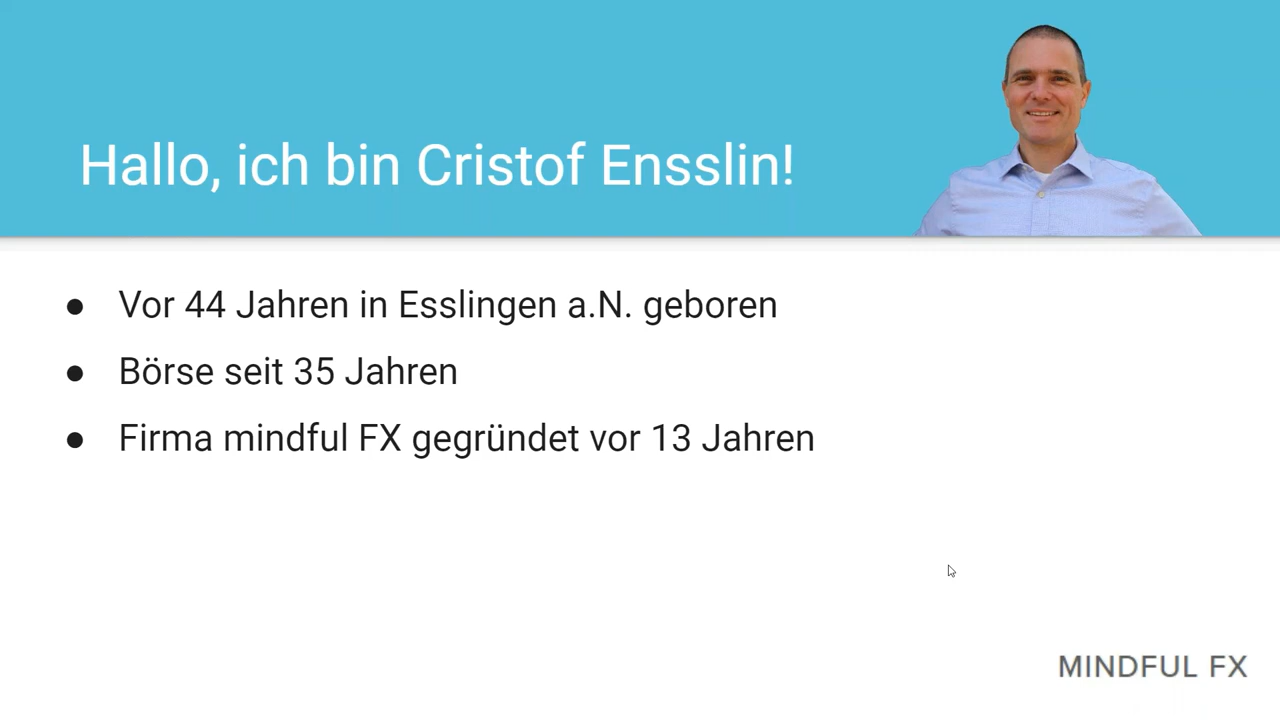 Hallo, ich bin Cristof Ensslin!
● Vor 44 Jahren in Esslingen a.N. geboren
● Börse seit 35 Jahren
● Firma mindful FX gegründet vor 13 Jahren
MINDFUL FX